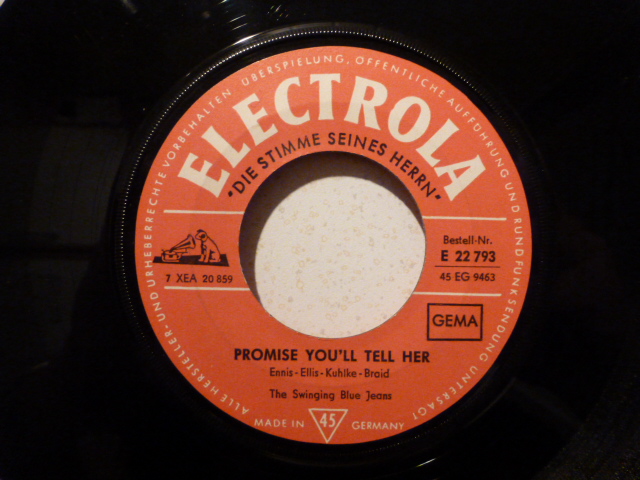 ALLE HERSTELLER- UND URHEBERRECHTE VORBEHALTEN ÜBERSPIELUNG, ÖFFENTLICHE AUFFÜHRUNG UND RUNDFUNKSENDUNG UNTERSAGT
ELECTROLA
"DIE STIMME SEINES HERRN"
Bestell-Nr.
E 22 793
7 XEA 20 859
45 EG 9463
GEMA
PROMISE YOU'LL TELL HER
Ennis-Ellis-Kuhlke-Braid
The Swinging Blue Jeans
MADE IN 45 GERMANY